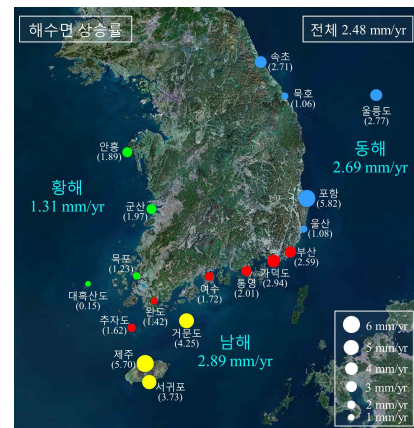 해수면 상승률
전체 2.48 mm/yr
속초
(2.71)
묵호
(1.06)
울릉도
(2.77)
동해
2.69 mm/yr
안흥
(1.89)
황해
1.31 mm/yr
군산
(1.97)
포항
(5.82)
울산
(1.08)
부산
(2.59)
가덕도
(2.94)
통영
(2.01)
여수
(1.72)
목포
(1.23)
대흑산도
(0.15)
완도
(1.42)
추자도
(1.62)
거문도
(4.25)
남해
2.89 mm/yr
제주
(5.70)
서귀포
(3.73)
6 mm/yr
5 mm/yr
4 mm/yr
3 mm/yr
2 mm/yr
1 mm/yr